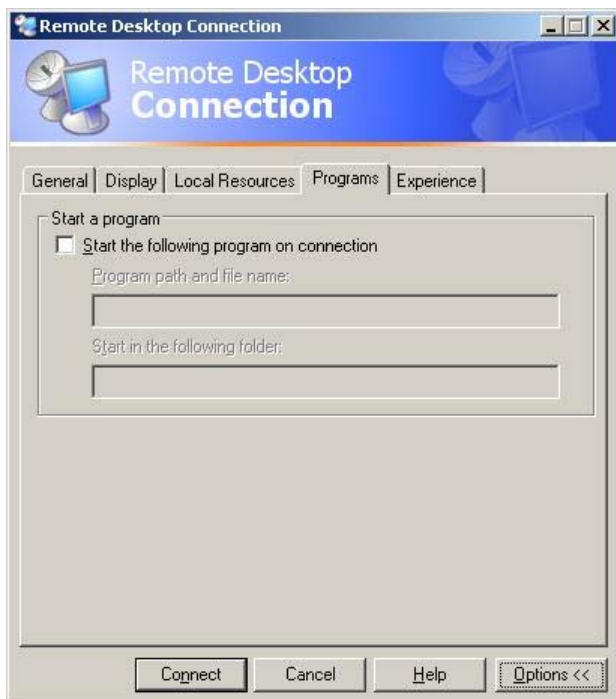 Remote Desktop Connection
Remote Desktop
Connection
General Display Local Resources Programs Experience
Start a program
Start the following program on connection
Program path and file name:
Start in the following folder:
Connect Cancel Help Options <<